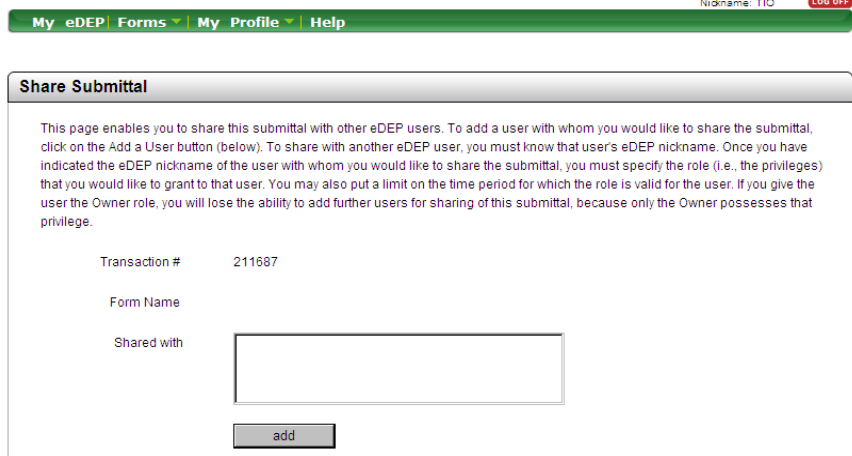 Nickname: TIO LOG OFF
My eDEP | Forms | My Profile | Help
Share Submittal
This page enables you to share this submittal with other eDEP users. To add a user with whom you would like to share the submittal,
click on the Add a User button (below). To share with another eDEP user, you must know that user's eDEP nickname. Once you have
indicated the eDEP nickname of the user with whom you would like to share the submittal, you must specify the role (i.e., the privileges)
that you would like to grant to that user. You may also put a limit on the time period for which the role is valid for the user. If you give the
user the Owner role, you will lose the ability to add further users for sharing of this submittal, because only the Owner possesses that
privilege.
Transaction # 211687
Form Name
Shared with
add